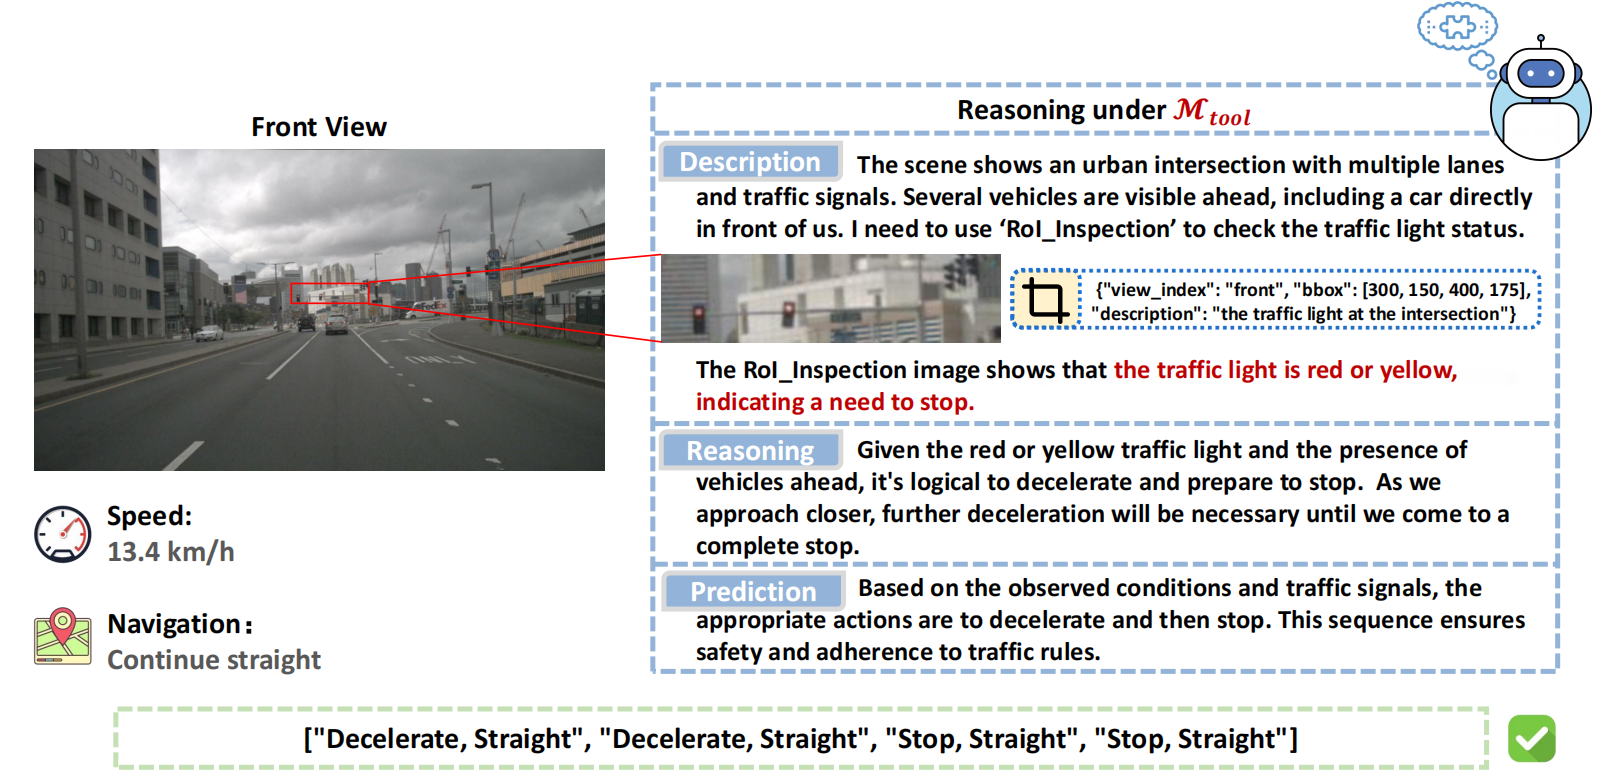 Front View
Reasoning under ℳtool
Description The scene shows an urban intersection with multiple lanes
and traffic signals. Several vehicles are visible ahead, including a car directly
in front of us. I need to use ‘RoI_Inspection’ to check the traffic light status.
{"view_index": "front", "bbox": [300, 150, 400, 175],
"description": "the traffic light at the intersection"}
The RoI_Inspection image shows that the traffic light is red or yellow,
indicating a need to stop.
Reasoning Given the red or yellow traffic light and the presence of
vehicles ahead, it's logical to decelerate and prepare to stop. As we
approach closer, further deceleration will be necessary until we come to a
complete stop.
Prediction Based on the observed conditions and traffic signals, the
appropriate actions are to decelerate and then stop. This sequence ensures
safety and adherence to traffic rules.
FedEx
ONLY
Speed:
13.4 km/h
Navigation:
Continue straight
["Decelerate, Straight", "Decelerate, Straight", "Stop, Straight", "Stop, Straight"]